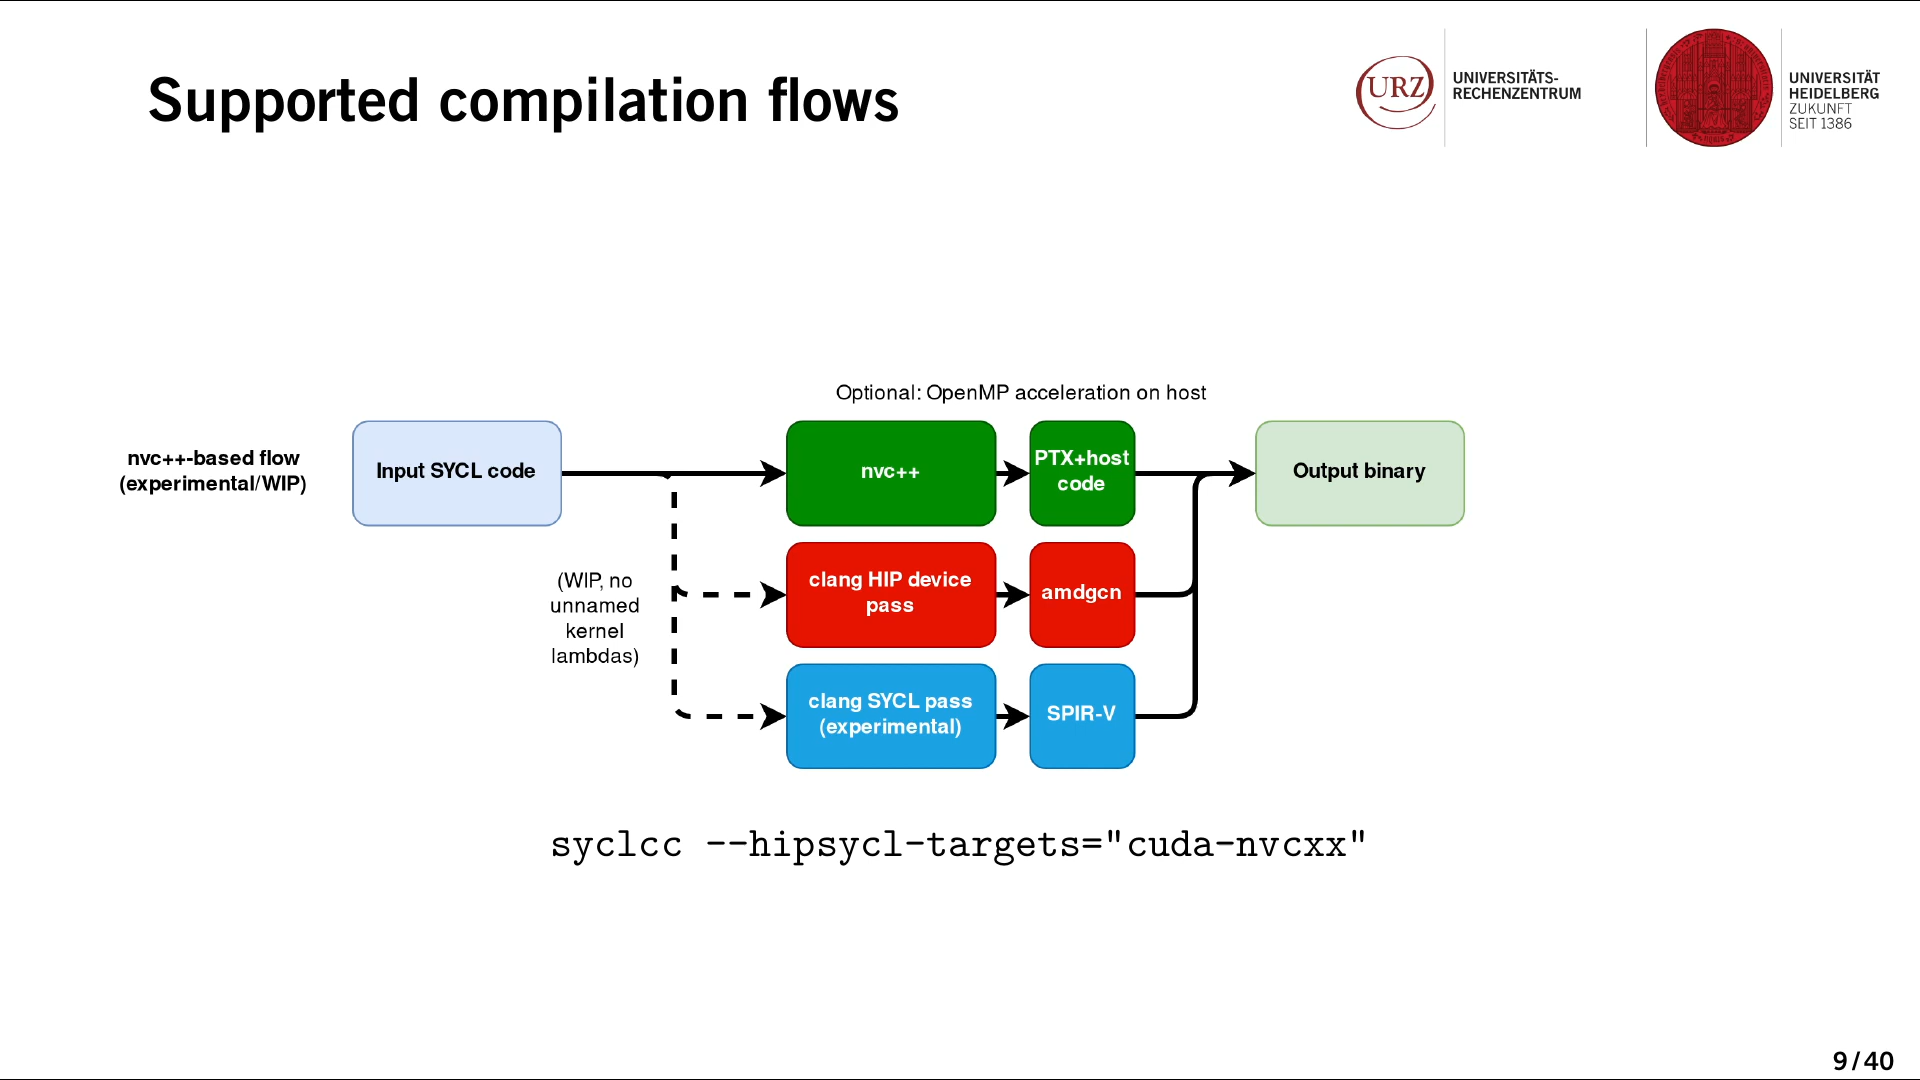 Supported compilation flows
URZ
UNIVERSITÄTS-
RECHENZENTRUM
UNIVERSITÄT
HEIDELBERG
ZUKUNFT
SEIT 1386
Optional: OpenMP acceleration on host
nvc++-based flow
(experimental/WIP)
Input SYCL code
nvc++
PTX+host
code
Output binary
(WIP, no
unnamed
kernel
lambdas)
clang HIP device
pass
amdgcn
clang SYCL pass
(experimental)
SPIR-V
syclcc --hipsycl-targets="cuda-nvcxx"
9/40